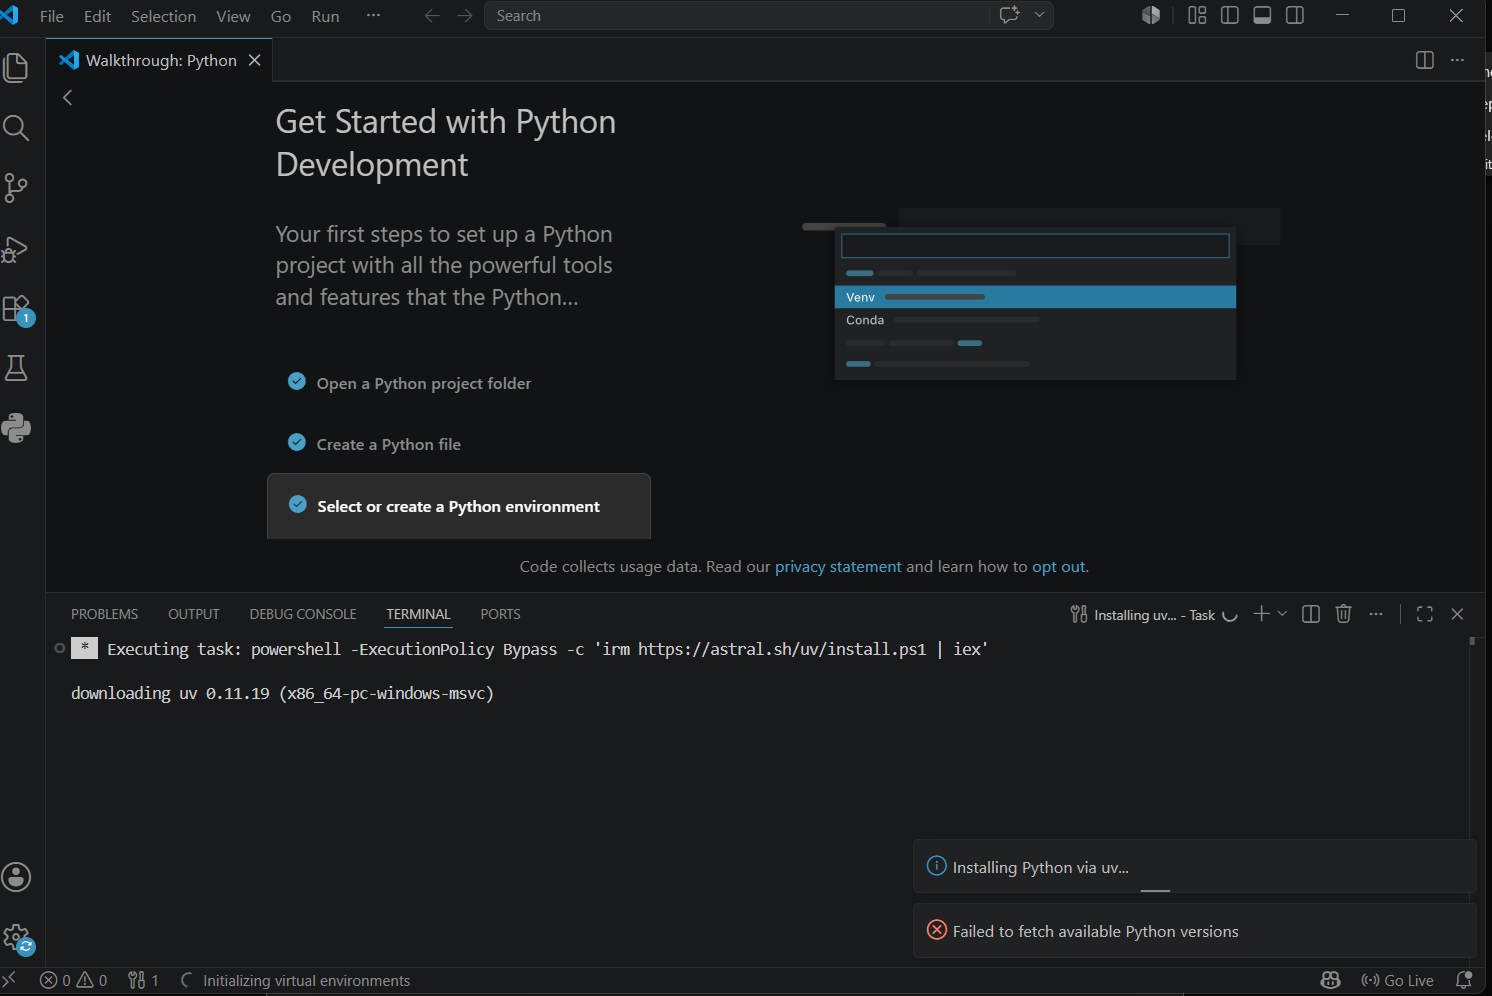 File Edit Selection View Go Run ···
Search
Walkthrough: Python
Get Started with Python
Development
Your first steps to set up a Python
project with all the powerful tools
and features that the Python...
Open a Python project folder
Create a Python file
Select or create a Python environment
Venv
Conda
1
Code collects usage data. Read our privacy statement and learn how to opt out.
PROBLEMS OUTPUT DEBUG CONSOLE TERMINAL PORTS
Installing uv... - Task
* Executing task: powershell -ExecutionPolicy Bypass -c 'irm https://astral.sh/uv/install.ps1 | iex'
downloading uv 0.11.19 (x86_64-pc-windows-msvc)
Installing Python via uv...
Failed to fetch available Python versions
0 0 1 Initializing virtual environments Go Live